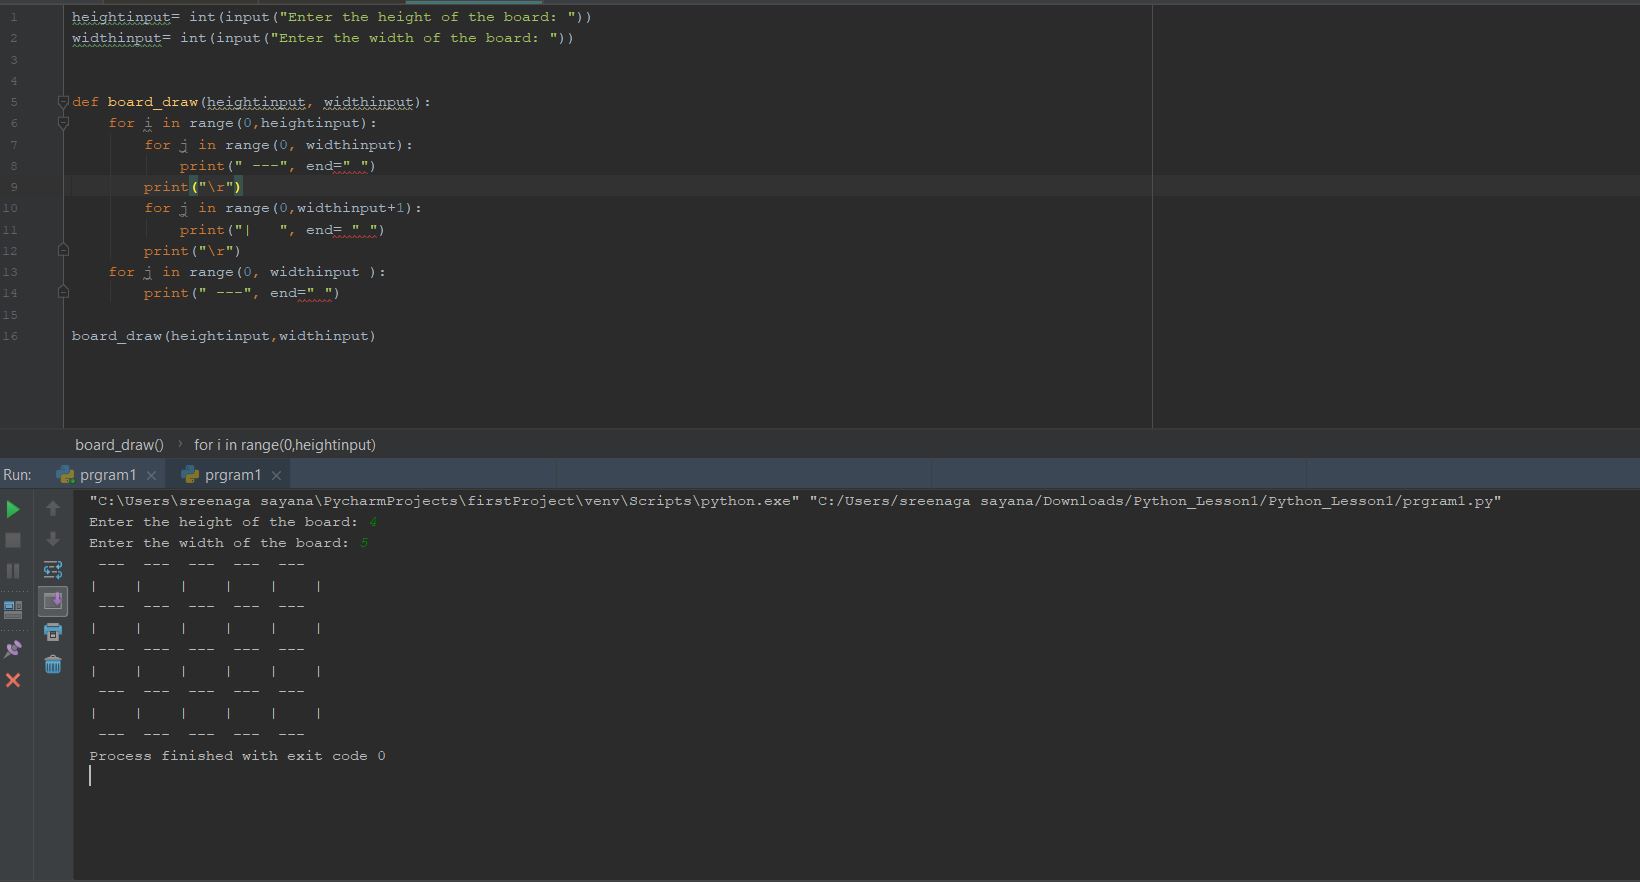 1 heightinput= int(input("Enter the height of the board: "))
2 widthinput= int(input("Enter the width of the board: "))
3
4
5 def board_draw(heightinput, widthinput):
6     for i in range(0,heightinput):
7         for j in range(0, widthinput):
8             print(" ---", end=" ")
9         print("\r")
10         for j in range(0,widthinput+1):
11             print("|   ", end= " ")
12         print("\r")
13     for j in range(0, widthinput ):
14         print(" ---", end=" ")
15
16 board_draw(heightinput,widthinput)
board_draw() › for i in range(0,heightinput)
Run: prgram1 × prgram1 ×
"C:\Users\sreenaga sayana\PycharmProjects\firstProject\venv\Scripts\python.exe" "C:/Users/sreenaga sayana/Downloads/Python_Lesson1/Python_Lesson1/prgram1.py"
Enter the height of the board: 4
Enter the width of the board: 5
 ---  ---  ---  ---  ---
|    |    |    |    |    |
 ---  ---  ---  ---  ---
|    |    |    |    |    |
 ---  ---  ---  ---  ---
|    |    |    |    |    |
 ---  ---  ---  ---  ---
|    |    |    |    |    |
 ---  ---  ---  ---  ---
Process finished with exit code 0